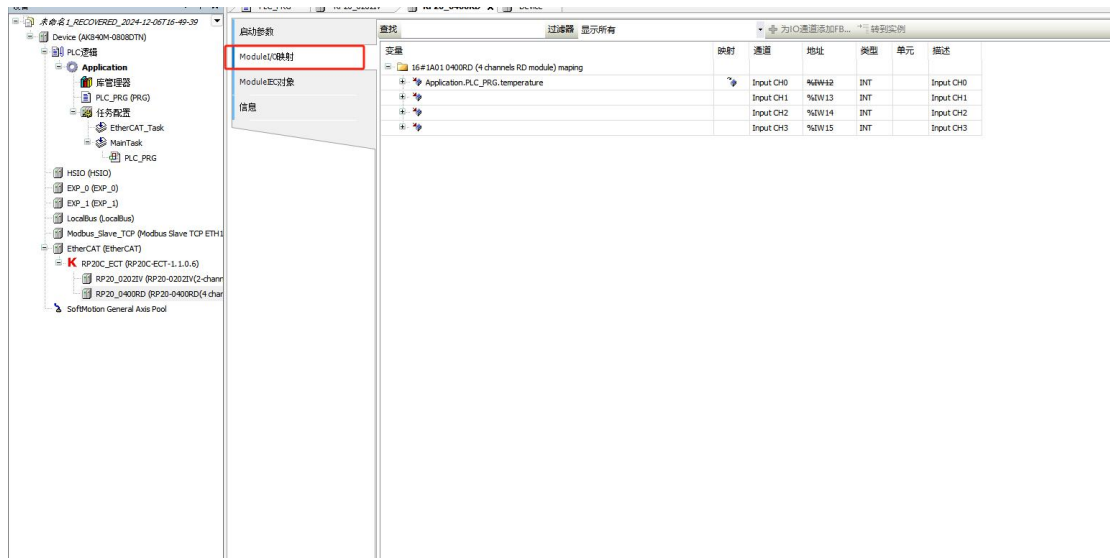 未命名1_RECOVERED_2024-12-06T16-49-39
Device (AK840M-0808DTN)
PLC逻辑
Application
库管理器
PLC_PRG (PRG)
任务配置
EtherCAT_Task
MainTask
PLC_PRG
HSIO (HSIO)
EXP_0 (EXP_0)
EXP_1 (EXP_1)
LocalBus (LocalBus)
Modbus_Slave_TCP (Modbus Slave TCP ETH1
EtherCAT (EtherCAT)
RP20C_ECT (RP20C-ECT-1.1.0.6)
RP20_0202IV (RP20-0202IV(2-chann
RP20_0400RD (RP20-0400RD(4 char
SoftMotion General Axis Pool
启动参数
ModuleI/O映射
ModuleIEC对象
信息
查找 过滤器 显示所有 为IO通道添加FB... 转到实例
变量 映射 通道 地址 类型 单元 描述
16#1A01 0400RD (4 channels RD module) maping
Application.PLC_PRG.temperature Input CH0 %IW12 INT Input CH0
Input CH1 %IW13 INT Input CH1
Input CH2 %IW14 INT Input CH2
Input CH3 %IW15 INT Input CH3